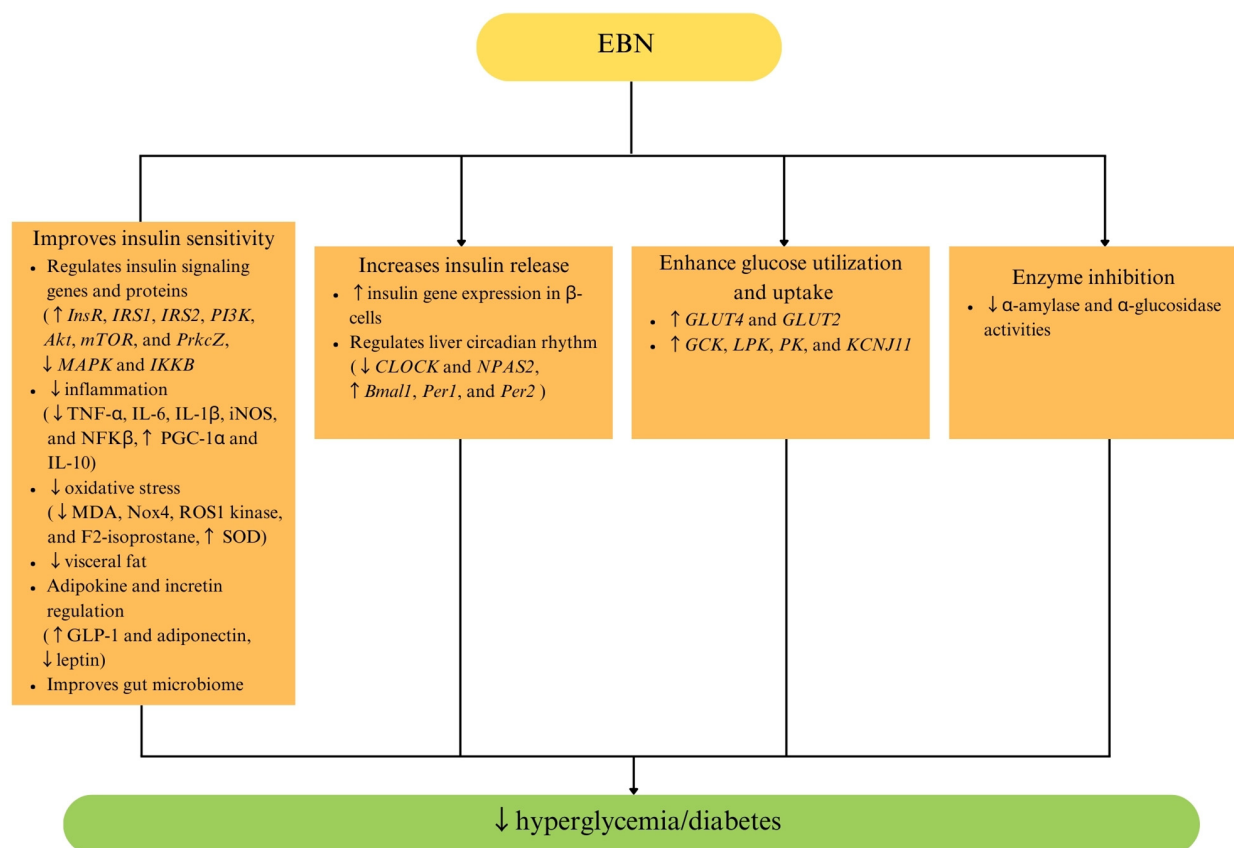 EBN
Improves insulin sensitivity
• Regulates insulin signaling
genes and proteins
(↑ InsR, IRS1, IRS2, PI3K,
Akt, mTOR, and PrkcZ,
↓ MAPK and IKKB
• ↓inflammation
(↓TNF-α, IL-6, IL-1β, iNOS,
and NFKβ,↑ PGC-1α and
IL-10)
• ↓oxidative stress
(↓MDA, Nox4, ROS1 kinase,
and F2-isoprostane,↑ SOD)
• ↓visceral fat
• Adipokine and incretin
regulation
(↑GLP-1 and adiponectin,
↓leptin)
• Improves gut microbiome
Increases insulin release
• ↑insulin gene expression in β-
cells
• Regulates liver circadian rhythm
(↓ CLOCK and NPAS2,
↑ Bmal1, Per1, and Per2 )
Enhance glucose utilization
and uptake
• ↑ GLUT4 and GLUT2
• ↑ GCK, LPK, PK, and KCNJ11
Enzyme inhibition
• ↓α-amylase and α-glucosidase
activities
↓hyperglycemia/diabetes